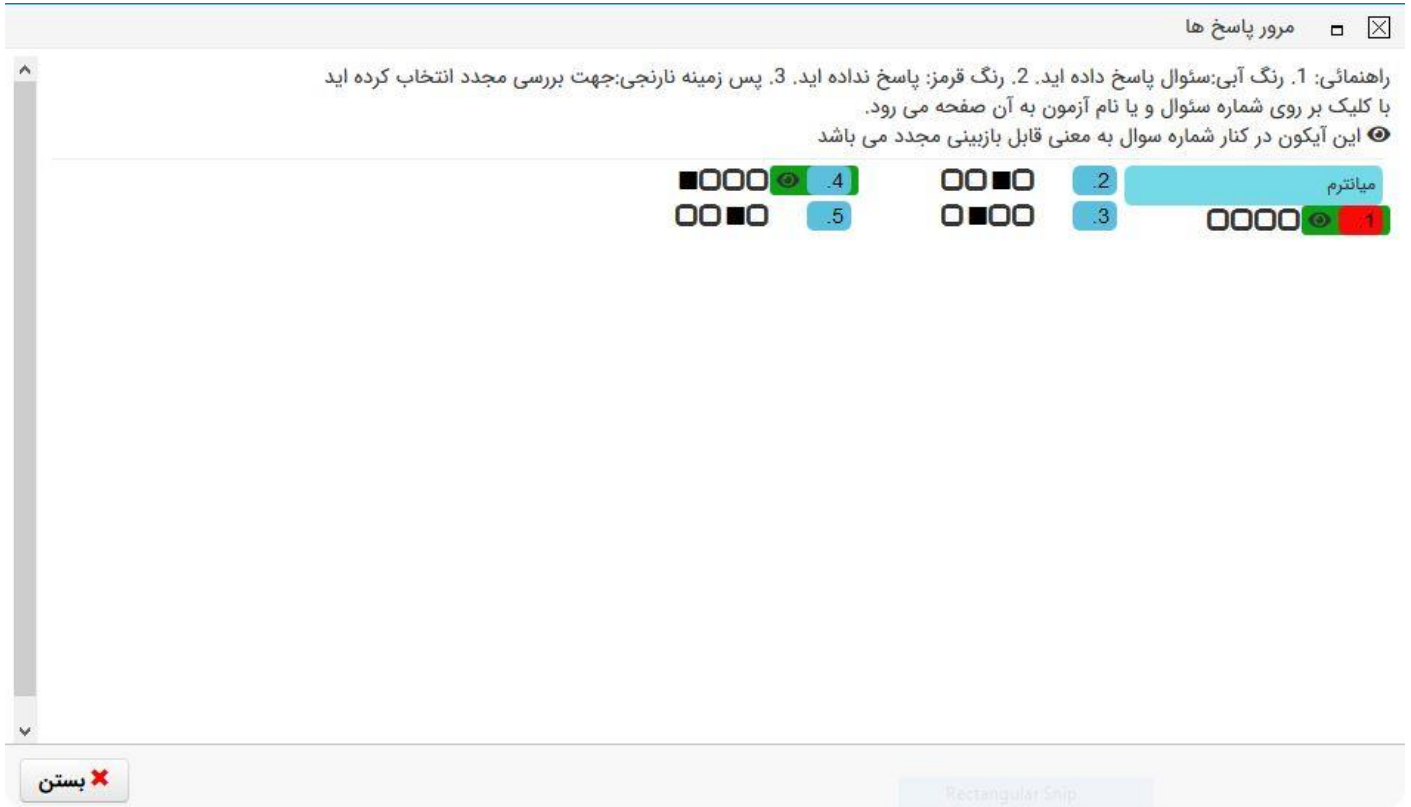 مرور پاسخ ها
راهنمائی: 1. رنگ آبی:سئوال پاسخ داده اید. 2. رنگ قرمز: پاسخ نداده اید. 3. پس زمینه نارنجی:جهت بررسی مجدد انتخاب کرده اید
با کلیک بر روی شماره سئوال و یا نام آزمون به آن صفحه می رود.
این آیکون در کنار شماره سوال به معنی قابل بازبینی مجدد می باشد
میانترم
1.
2.
3.
4.
5.
بستن
Rectangular Snip